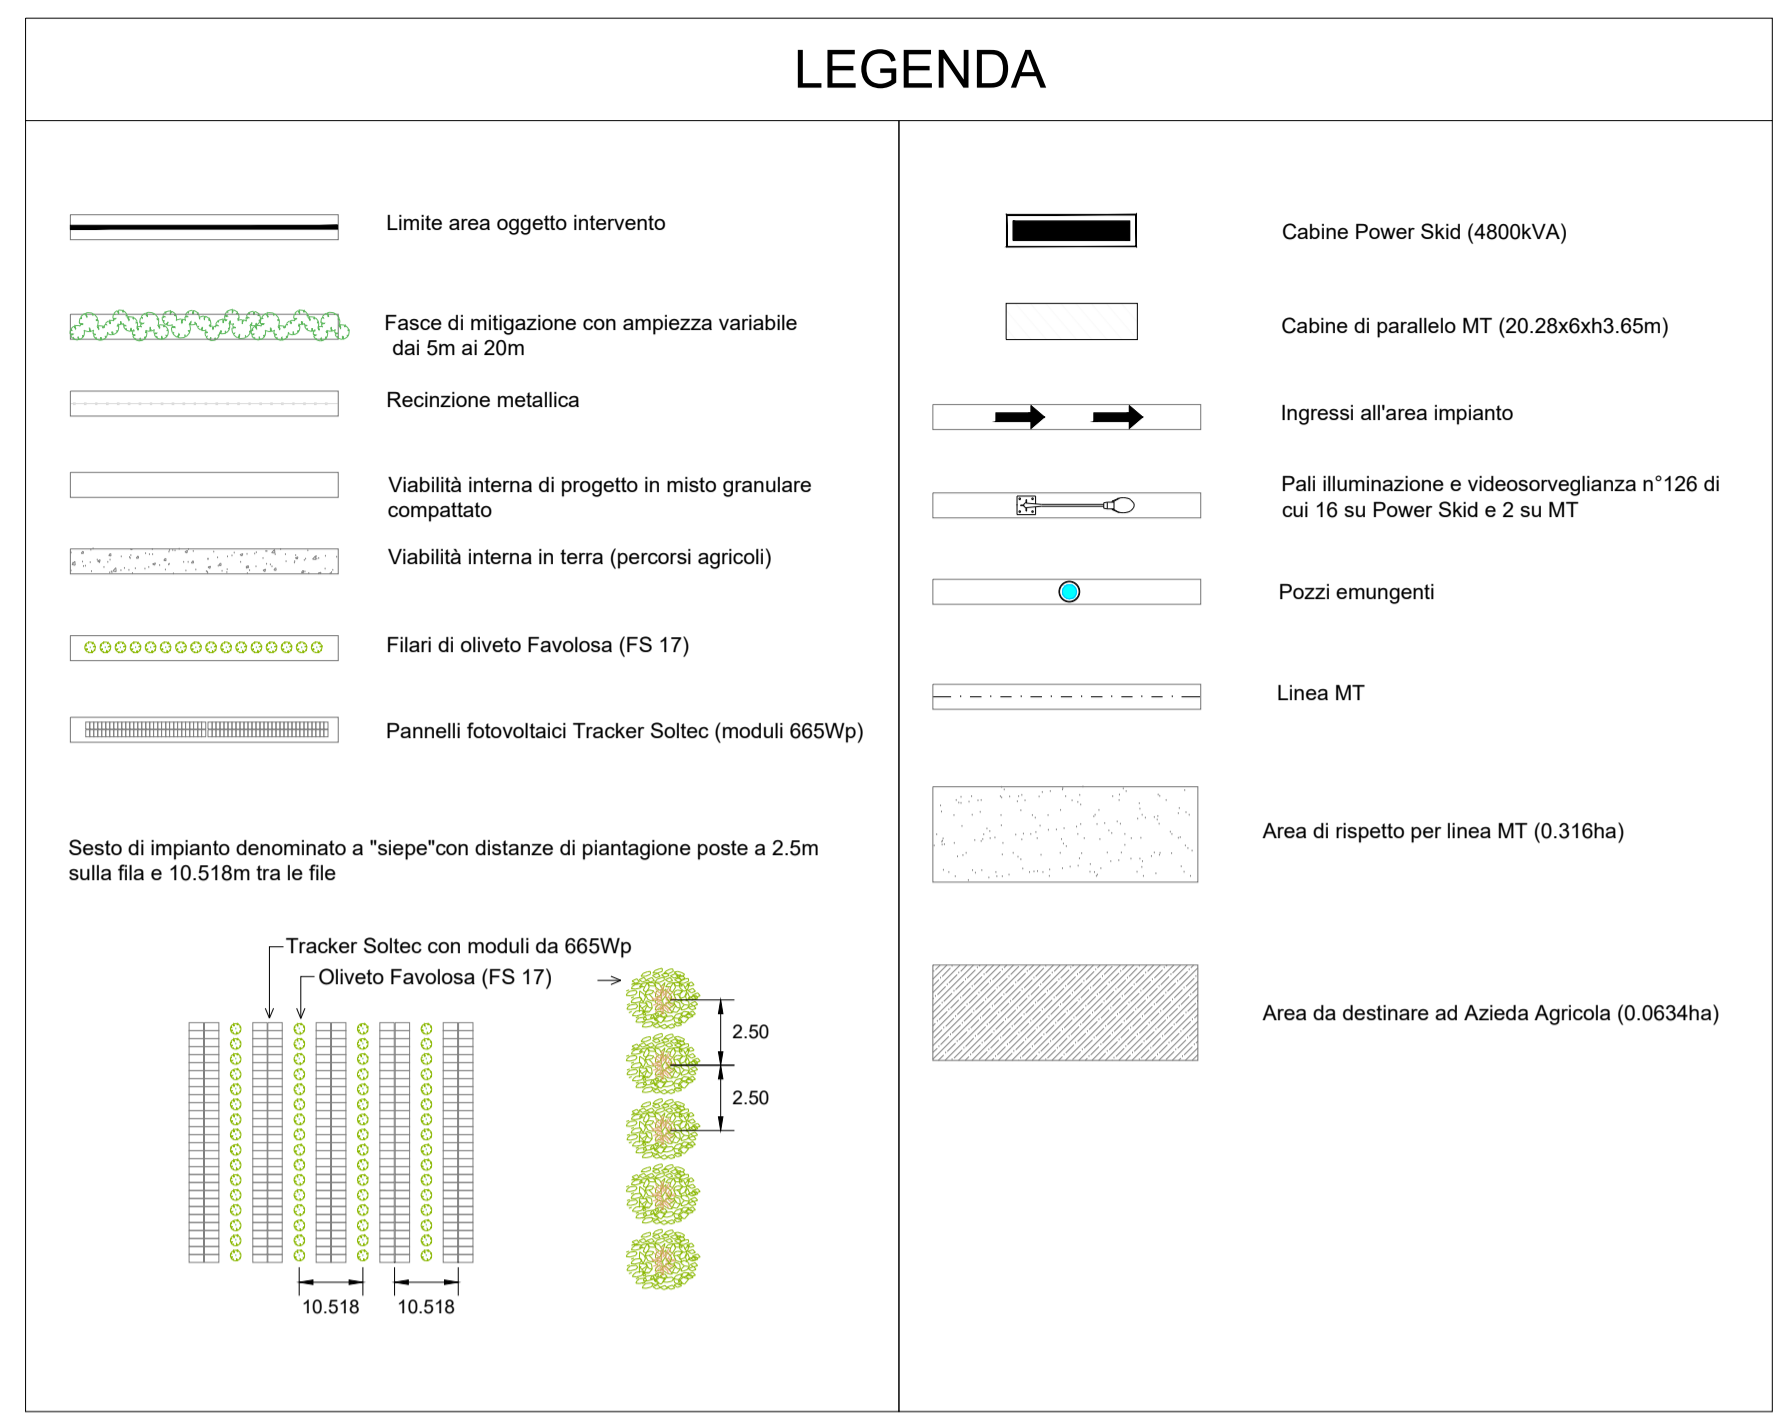 LEGENDA
Limite area oggetto intervento
Fasce di mitigazione con ampiezza variabile
dai 5m ai 20m
Recinzione metallica
Viabilità interna di progetto in misto granulare
compattato
Viabilità interna in terra (percorsi agricoli)
Filari di oliveto Favolosa (FS 17)
Pannelli fotovoltaici Tracker Soltec (moduli 665Wp)
Sesto di impianto denominato a "siepe"con distanze di piantagione poste a 2.5m
sulla fila e 10.518m tra le file
Tracker Soltec con moduli da 665Wp
Oliveto Favolosa (FS 17)
2.50
2.50
10.518
10.518
Cabine Power Skid (4800kVA)
Cabine di parallelo MT (20.28x6xh3.65m)
Ingressi all'area impianto
Pali illuminazione e videosorveglianza n°126 di
cui 16 su Power Skid e 2 su MT
Pozzi emungenti
Linea MT
Area di rispetto per linea MT (0.316ha)
Area da destinare ad Azieda Agricola (0.0634ha)